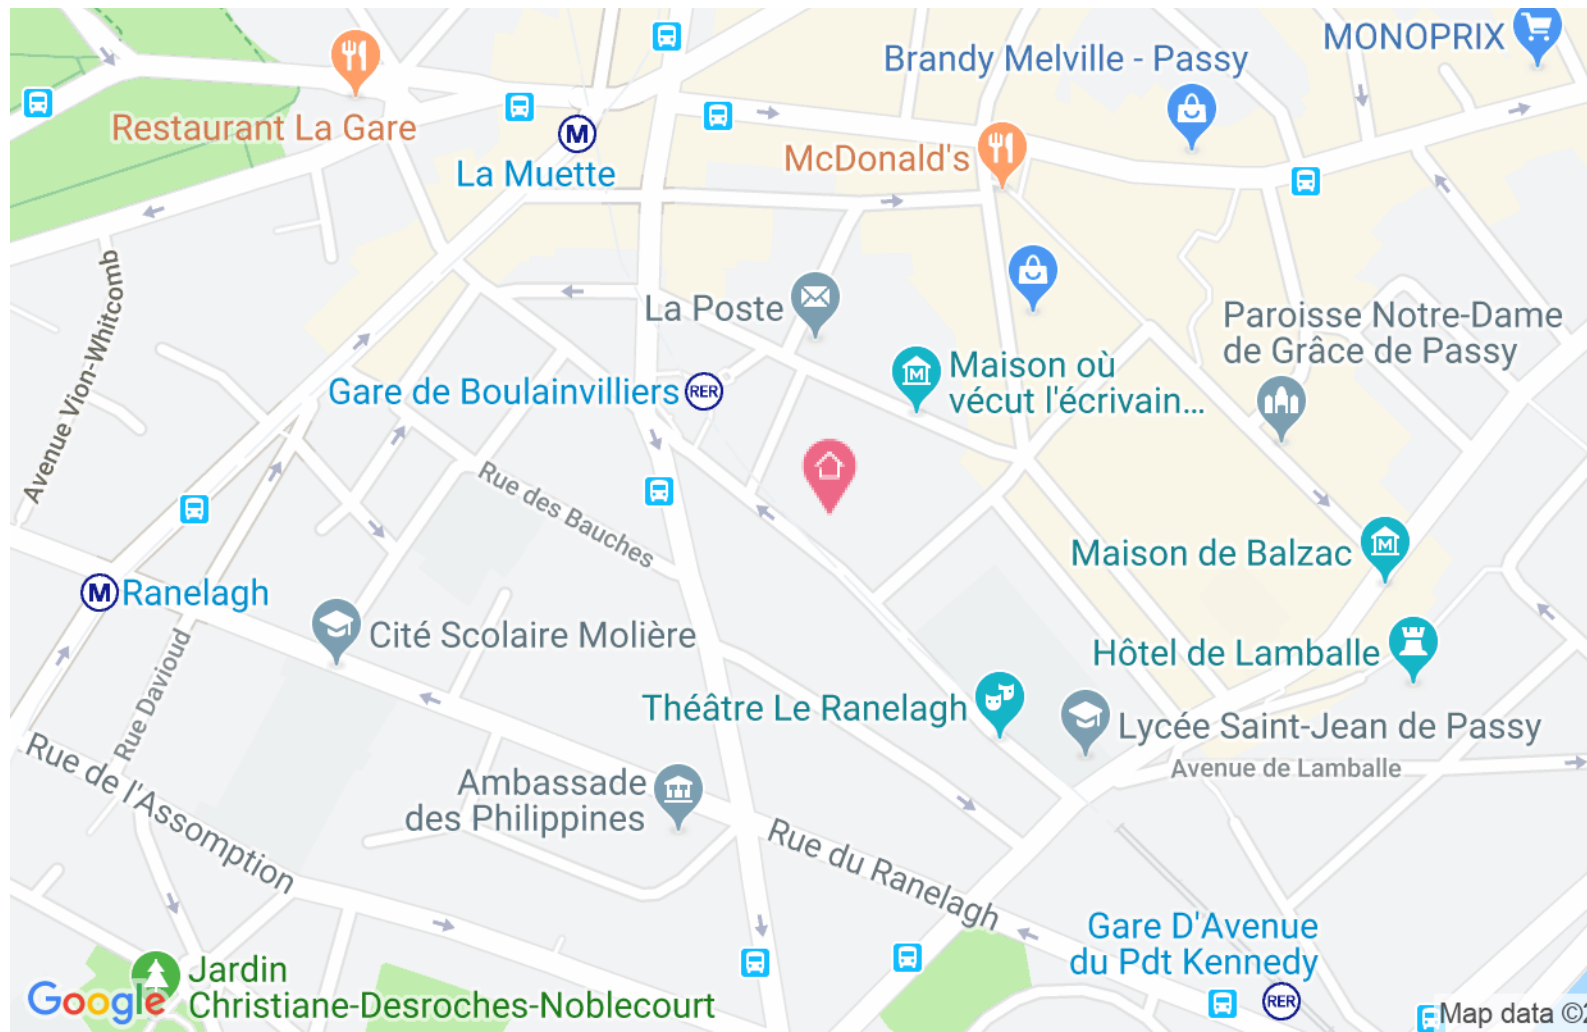 MONOPRIX
Brandy Melville - Passy
Restaurant La Gare
M
La Muette
McDonald's
Avenue Vion-Whitcomb
La Poste
Paroisse Notre-Dame
de Grâce de Passy
Maison où
vécut l'écrivain...
Gare de Boulainvilliers
RER
Rue des Bauches
Maison de Balzac
M
Ranelagh
Cité Scolaire Molière
Hôtel de Lamballe
Rue Davioud
Théâtre Le Ranelagh
Lycée Saint-Jean de Passy
Avenue de Lamballe
Rue de l'Assomption
Ambassade
des Philippines
Rue du Ranelagh
Gare D'Avenue
du Pdt Kennedy
RER
Jardin
Christiane-Desroches-Noblecourt
Google
Map data ©